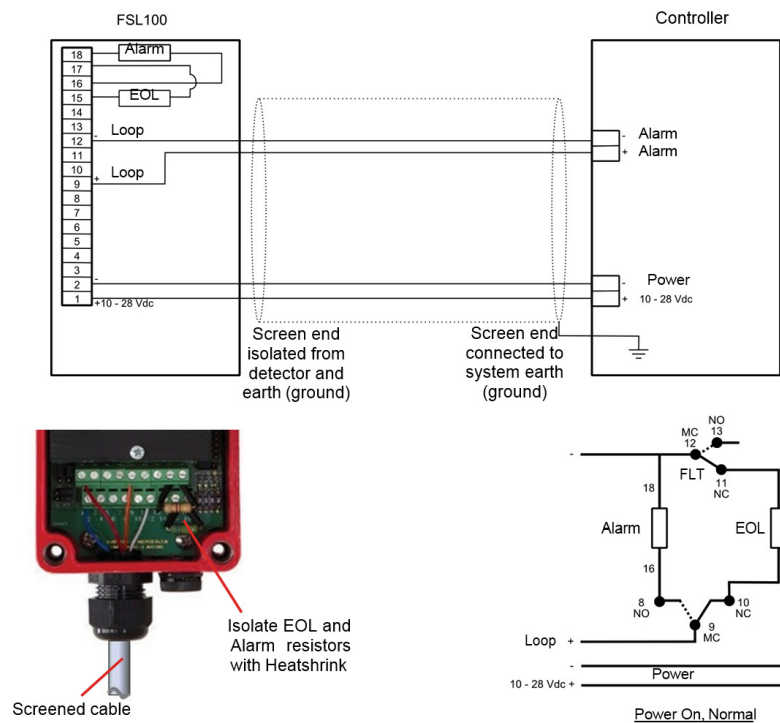 FSL100
Controller
18
17
16
15
14
13
12
11
10
9
8
7
6
5
4
3
2
1
Alarm
EOL
- Loop
+ Loop
-
+10 - 28 Vdc
- Alarm
+ Alarm
- Power
+ 10 - 28 Vdc
Screen end
isolated from
detector and
earth (ground)
Screen end
connected to
system earth
(ground)
Isolate EOL and
Alarm resistors
with Heatshrink
Screened cable
NO
13
MC
12
-
FLT
11
NC
18
Alarm
EOL
16
8
NO
10
NC
9
MC
Loop +
-
Power
10 - 28 Vdc +
Power On, Normal